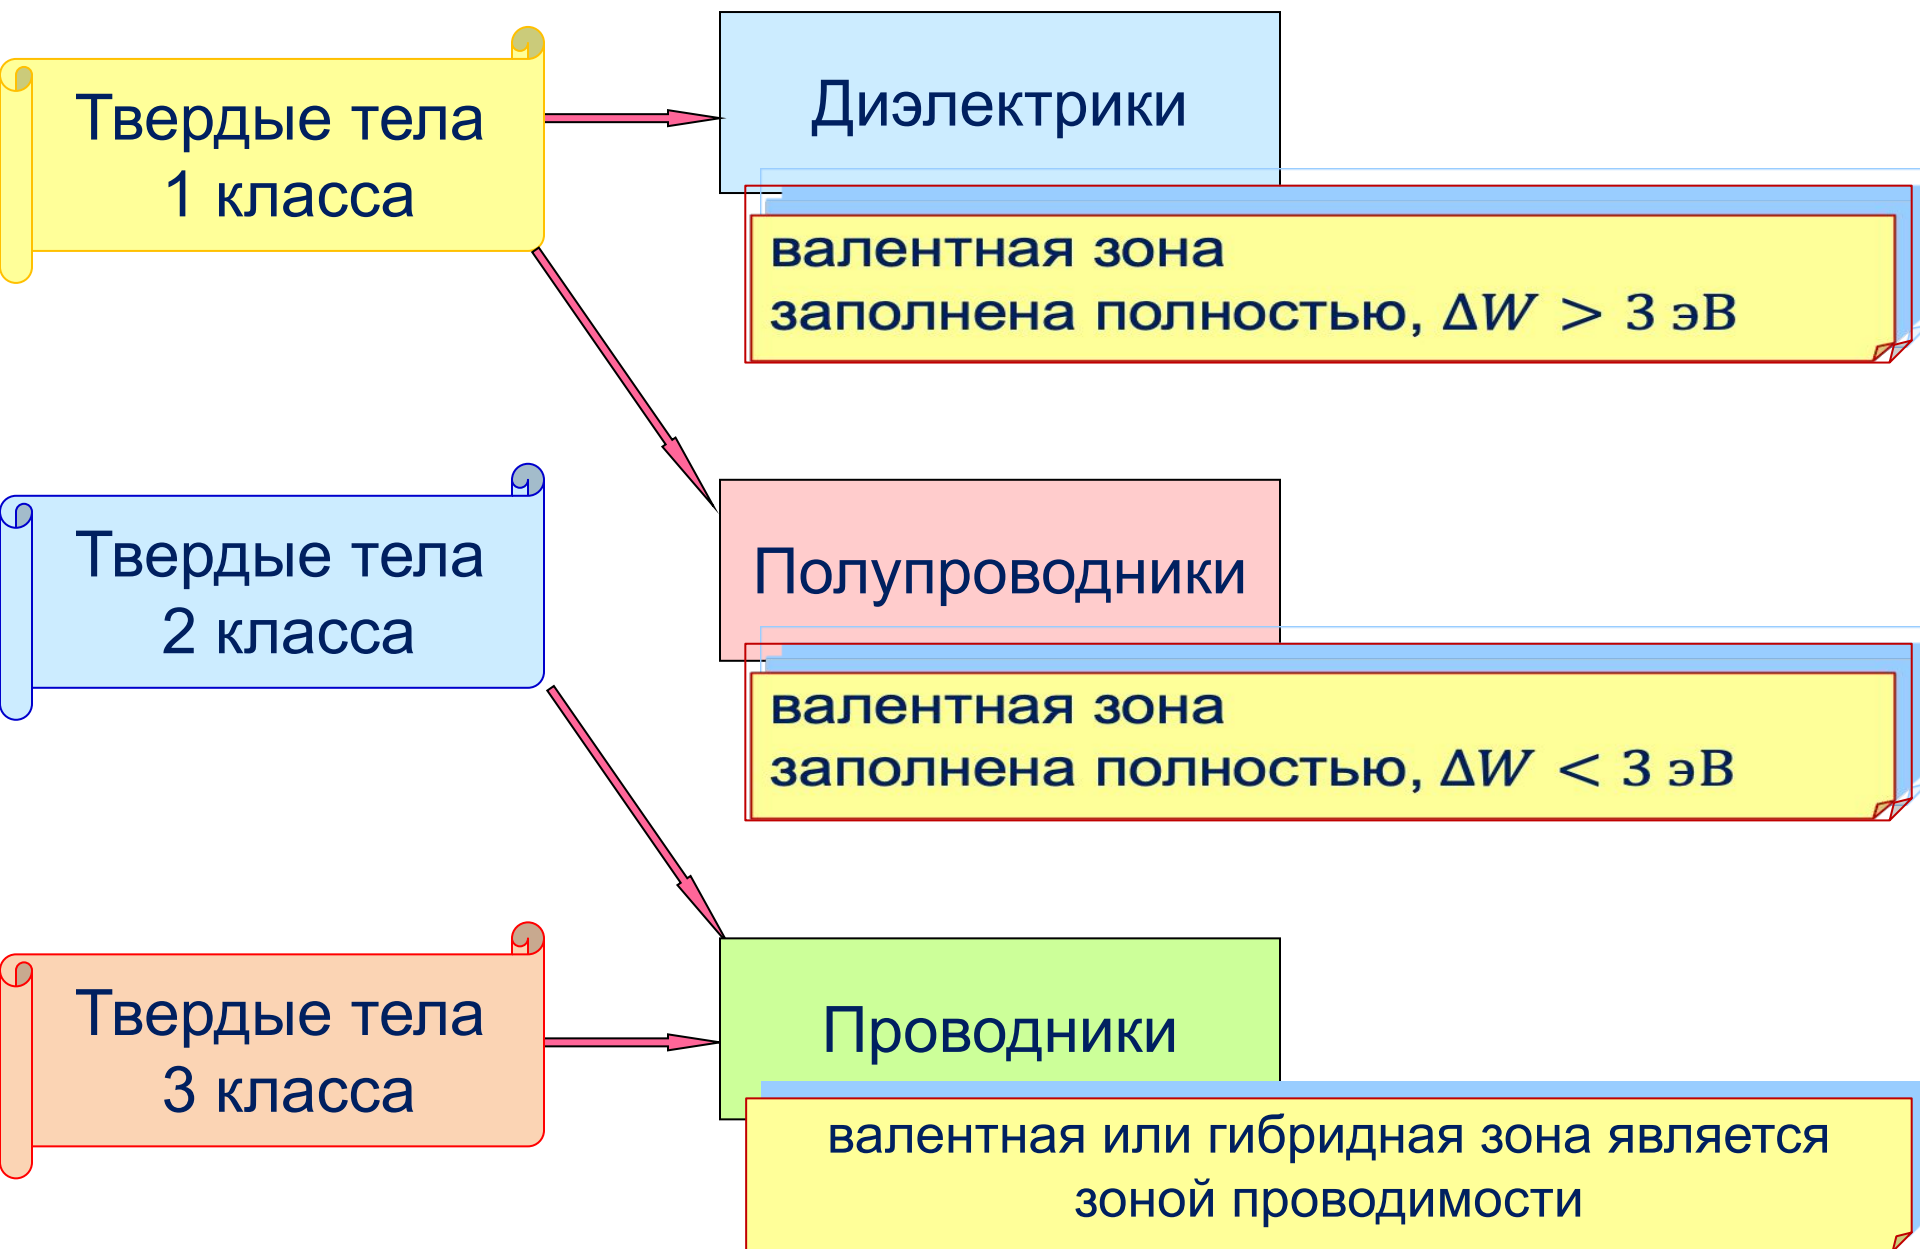 Твердые тела
1 класса
Диэлектрики
валентная зона
заполнена полностью, ΔW > 3 эВ
Твердые тела
2 класса
Полупроводники
валентная зона
заполнена полностью, ΔW < 3 эВ
Твердые тела
3 класса
Проводники
валентная или гибридная зона является
зоной проводимости